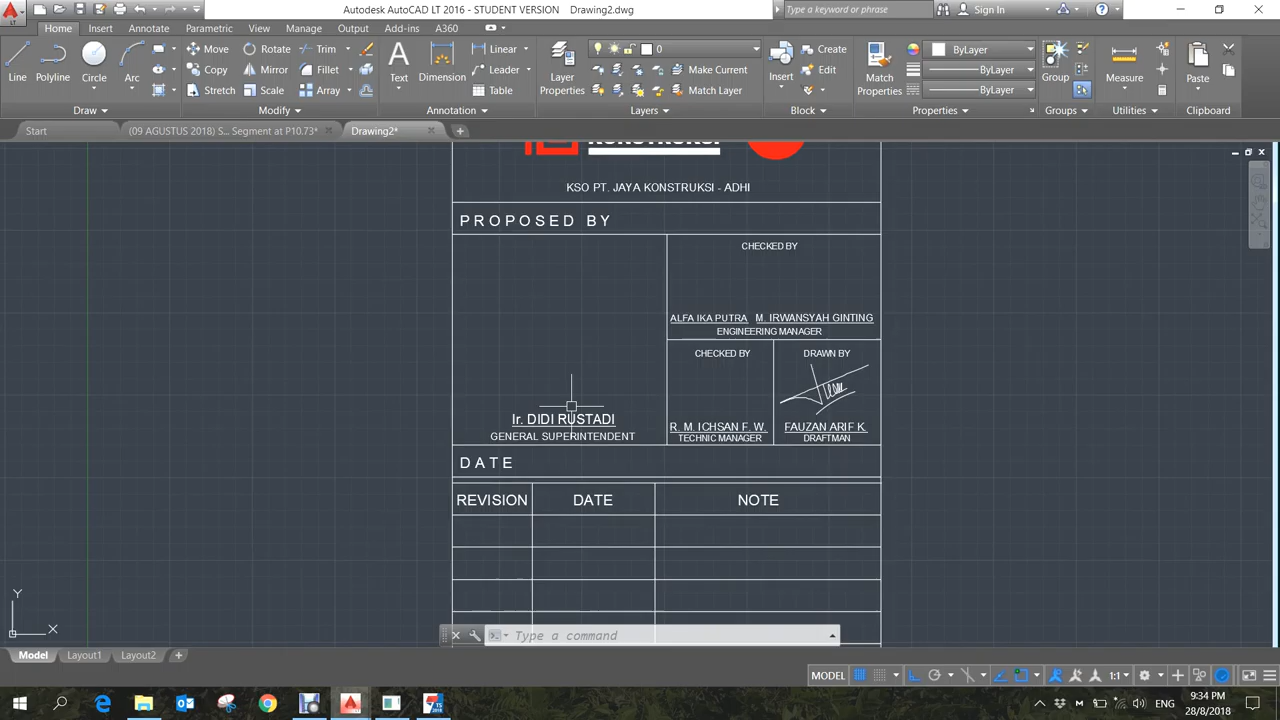 Autodesk AutoCAD LT 2016 - STUDENT VERSION Drawing2.dwg
Type a keyword or phrase
Sign In
LT
Home Insert Annotate Parametric View Manage Output Add-ins A360
Line Polyline Circle Arc
Move Rotate Trim
Copy Mirror Fillet
Stretch Scale Array
Text Dimension
Linear
Leader
Table
Layer Properties
0
Make Current
Match Layer
Insert
Create
Edit
Match Properties
ByLayer
ByLayer
ByLayer
Group
Measure
Paste
Draw Modify Annotation Layers Block Properties Groups Utilities Clipboard
Start (09 AGUSTUS 2018) S... Segment at P10.73* Drawing2*
KONSTRUKSI
KSO PT. JAYA KONSTRUKSI - ADHI
PROPOSED BY
CHECKED BY
ALFA IKA PUTRA M. IRWANSYAH GINTING
ENGINEERING MANAGER
CHECKED BY DRAWN BY
Ir. DIDI RUSTADI
GENERAL SUPERINTENDENT
R. M. ICHSAN F. W.
TECHNIC MANAGER
FAUZAN ARIF K.
DRAFTMAN
DATE
REVISION DATE NOTE
Type a command
Y
X
Model Layout1 Layout2
MODEL
1:1
ENG
9:34 PM
28/8/2018